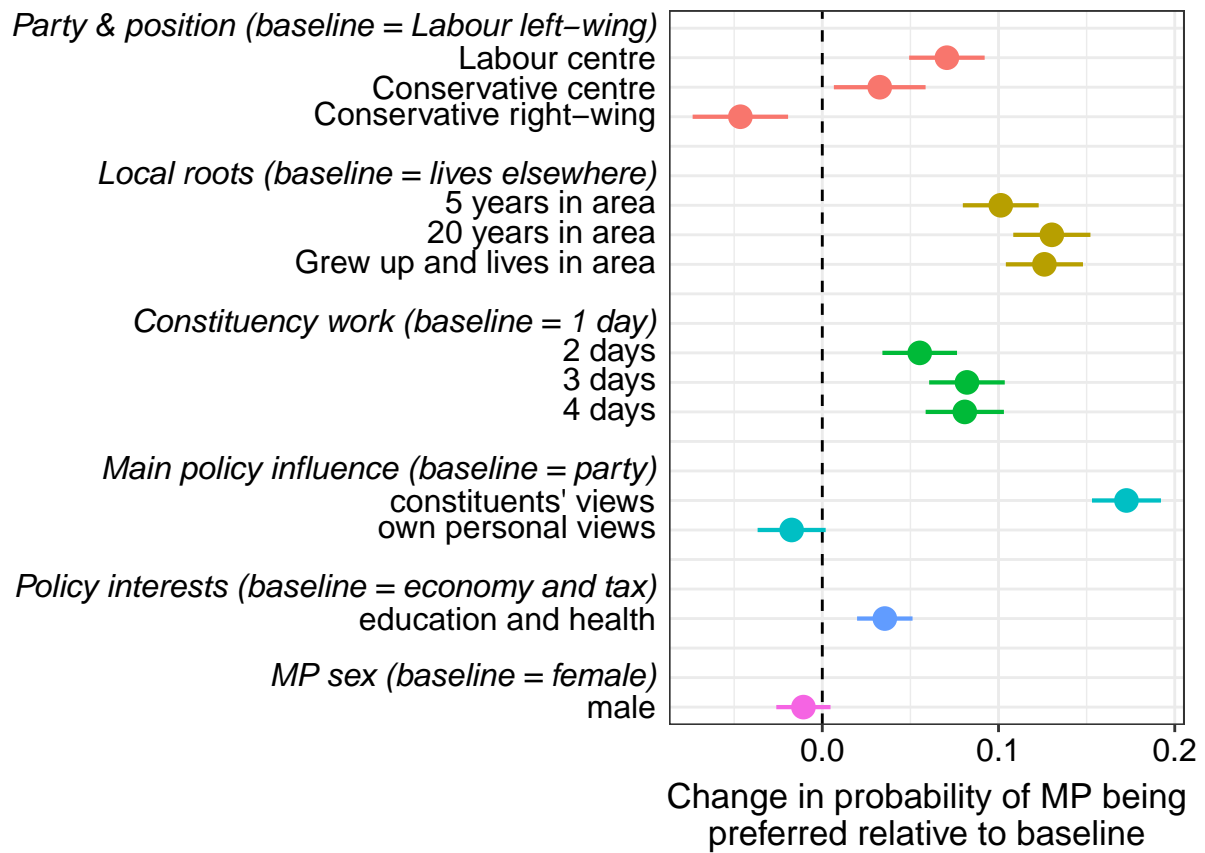 Party & position (baseline = Labour left−wing)
Labour centre
Conservative centre
Conservative right−wing
Local roots (baseline = lives elsewhere)
5 years in area
20 years in area
Grew up and lives in area
Constituency work (baseline = 1 day)
2 days
3 days
4 days
Main policy influence (baseline = party)
constituents' views
own personal views
Policy interests (baseline = economy and tax)
education and health
MP sex (baseline = female)
male
0.0 0.1 0.2
Change in probability of MP being
preferred relative to baseline